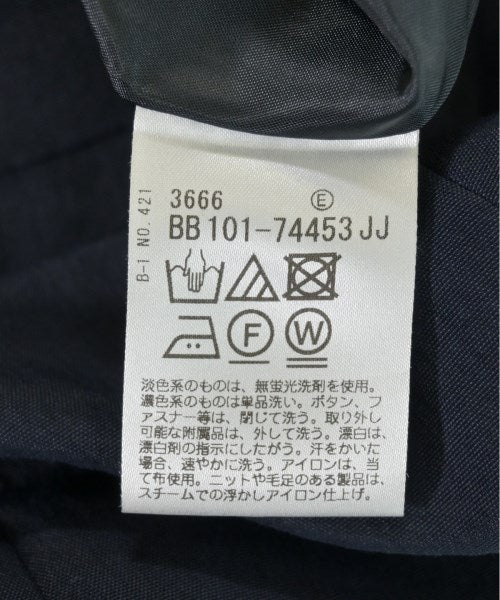 B-1 NO.421
3666 E
BB 101-74453 JJ
F W
淡色系のものは、無蛍光洗剤を使用。
濃色系のものは単品洗い。ボタン、フ
ァスナー等は、閉じて洗う。取り外し
可能な附属品は、外して洗う。漂白は、
漂白剤の指示にしたがう。汗をかいた
場合、速やかに洗う。アイロンは、当
て布使用。ニットや毛足のある製品は、
スチームでの浮かしアイロン仕上げ。